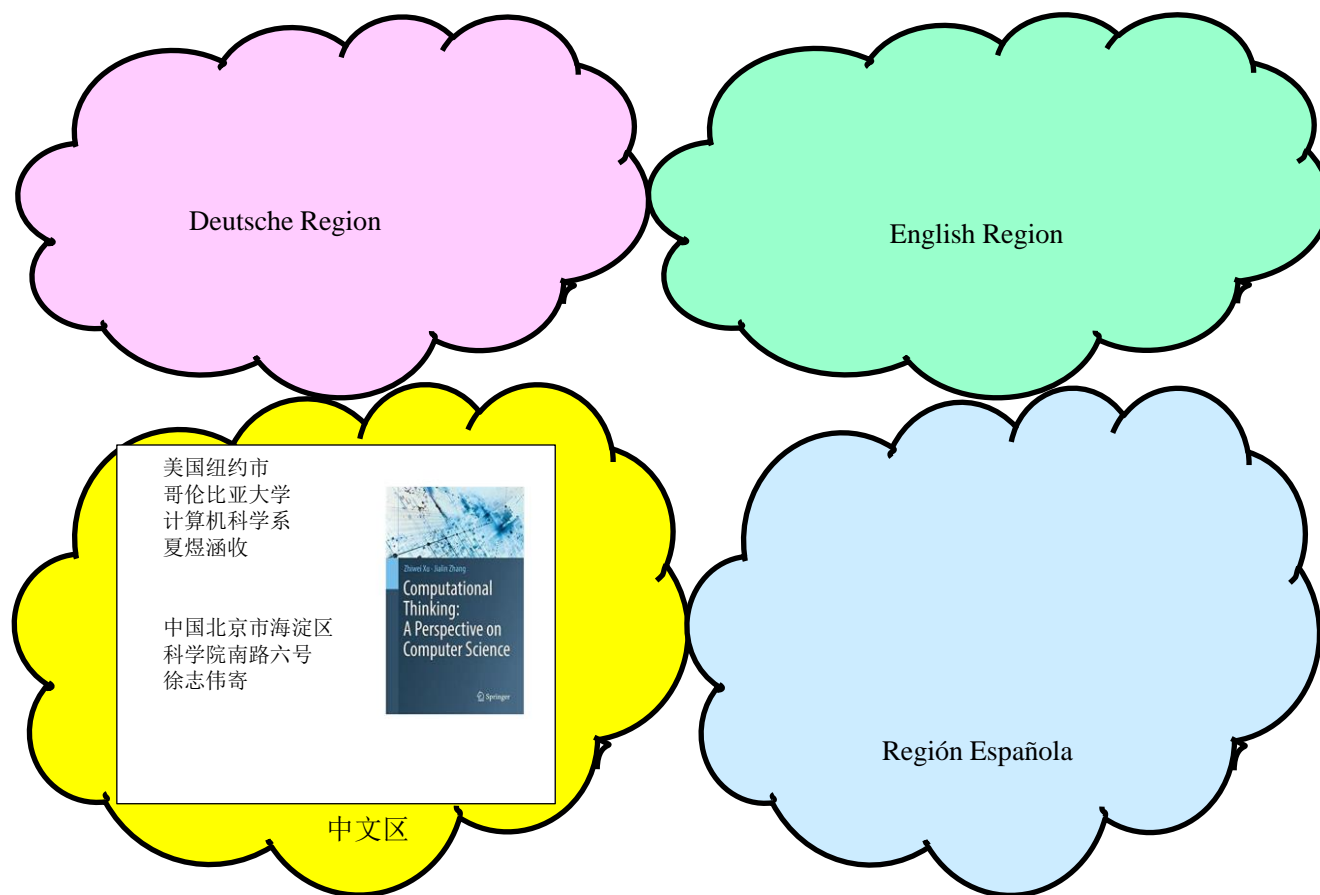 Deutsche Region
English Region
美国纽约市
哥伦比亚大学
计算机科学系
夏煜涵收
中国北京市海淀区
科学院南路六号
徐志伟寄
Zhiwei Xu · Jialin Zhang
Computational
Thinking:
A Perspective on
Computer Science
Springer
中文区
Región Española